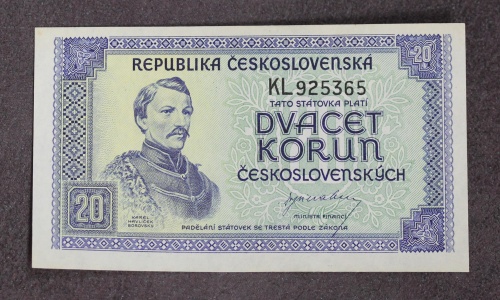 REPUBLIKA ČESKOSLOVENSKÁ
20
KL 925365
TATO STÁTOVKA PLATÍ
DVACET
KORUN
ČESKOSLOVENSKÝCH
20
KAREL
HAVLÍČEK
BOROVSKÝ
MINISTR FINANCÍ
PADĚLÁNÍ STÁTOVEK SE TRESTÁ PODLE ZÁKONA
20